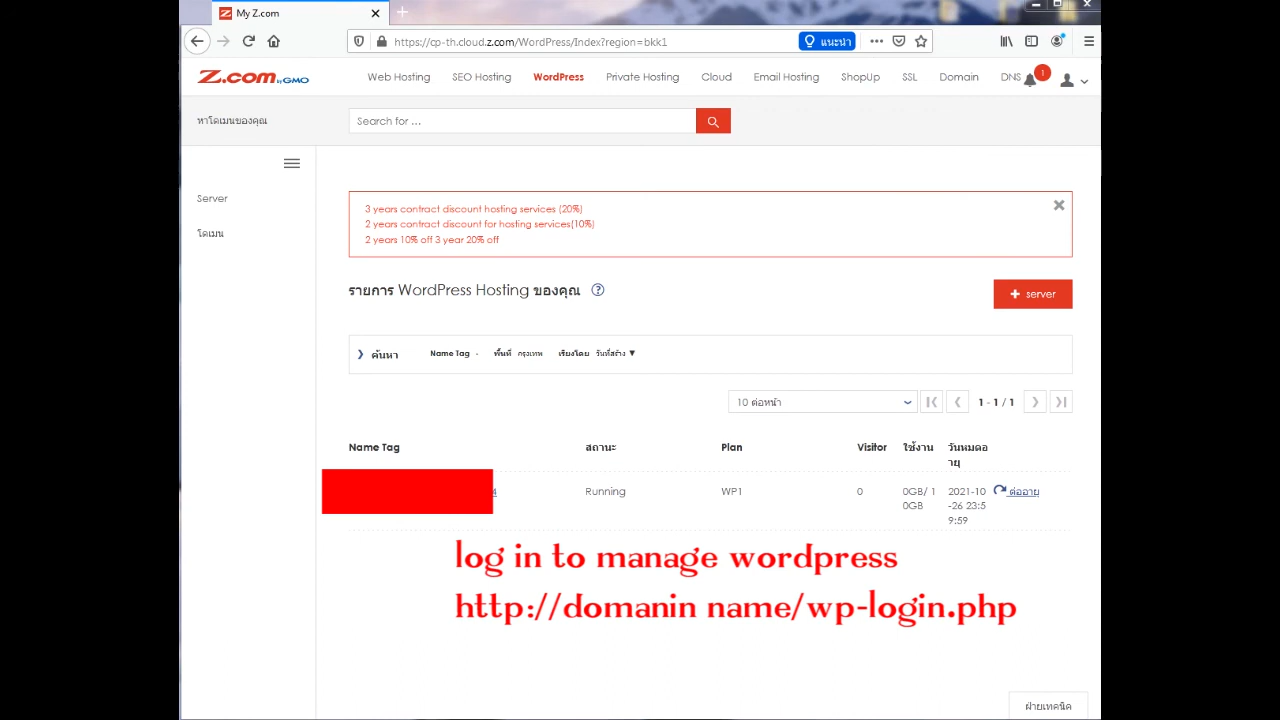 My Z.com
https://cp-th.cloud.z.com/WordPress/Index?region=bkk1
แนะนำ
Z.com by GMO
Web Hosting
SEO Hosting
WordPress
Private Hosting
Cloud
Email Hosting
ShopUp
SSL
Domain
DNS
1
หาโดเมนของคุณ
Search for ...
Server
โดเมน
3 years contract discount hosting services (20%)
2 years contract discount for hosting services(10%)
2 years 10% off 3 year 20% off
รายการ WordPress Hosting ของคุณ
+ server
ค้นหา Name Tag - พื้นที่ กรุงเทพ เรียงโดย วันที่สร้าง ▼
10 ต่อหน้า
1 - 1 / 1
Name Tag
สถานะ
Plan
Visitor
ใช้งาน
วันหมดอ
ายุ
4
Running
WP1
0
0GB/ 1
0GB
2021-10
-26 23:5
9:59
ต่ออายุ
log in to manage wordpress
http://domanin name/wp-login.php
ฝ่ายเทคนิค